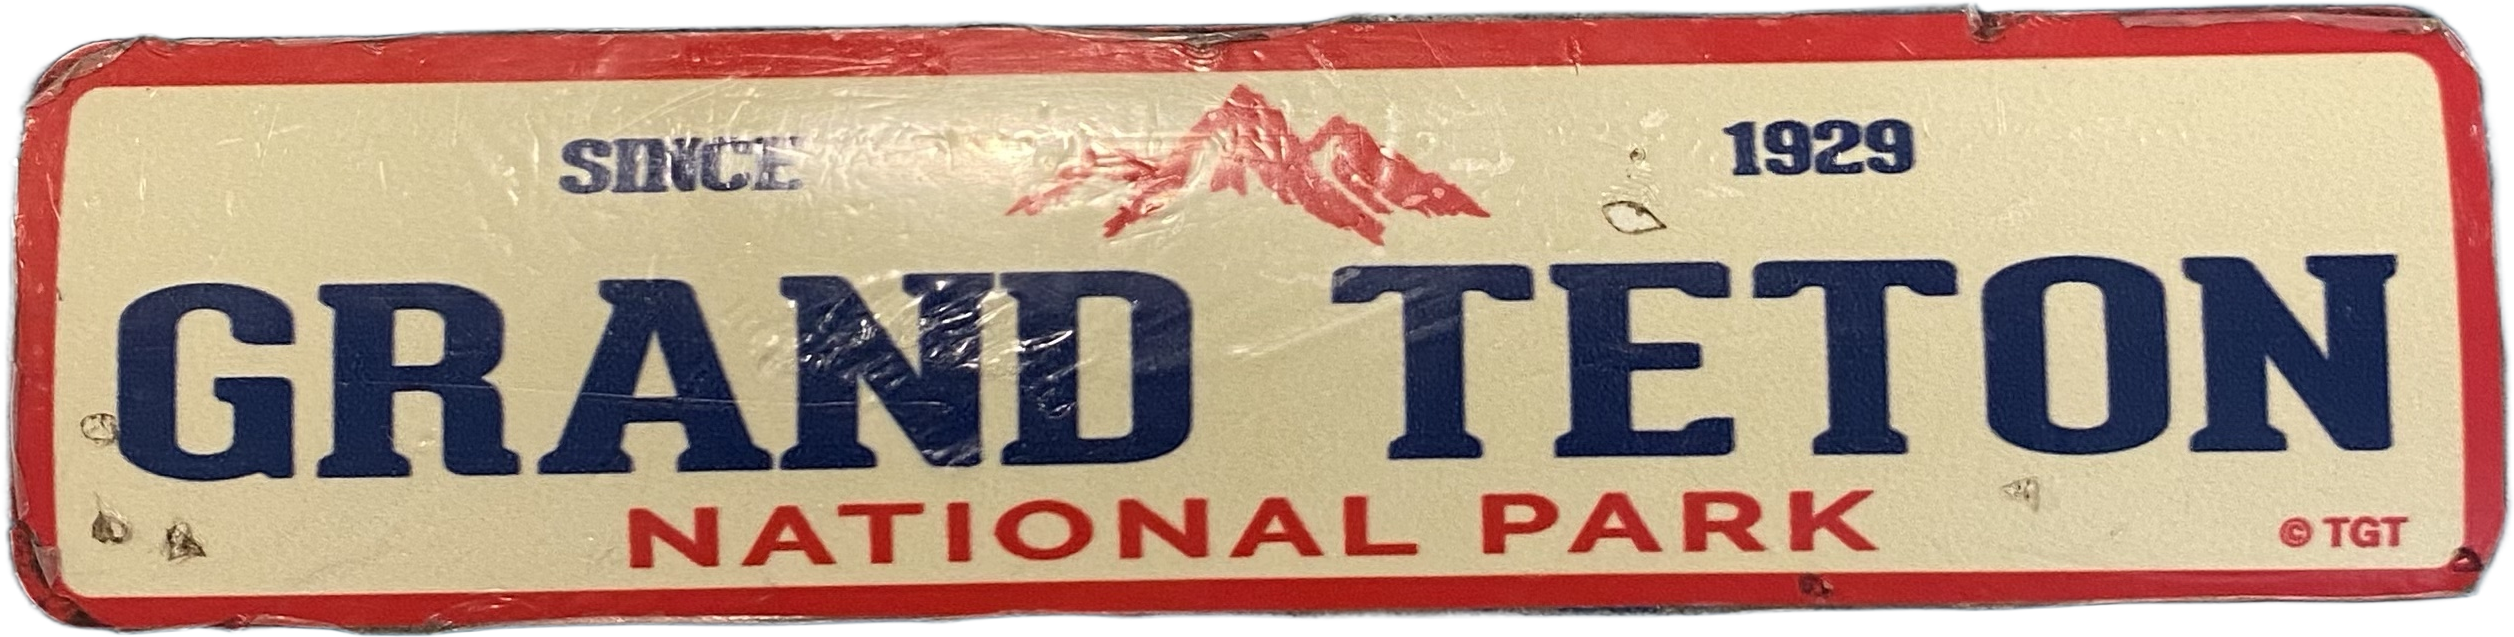 SINCE 1929
GRAND TETON
NATIONAL PARK
© TGT